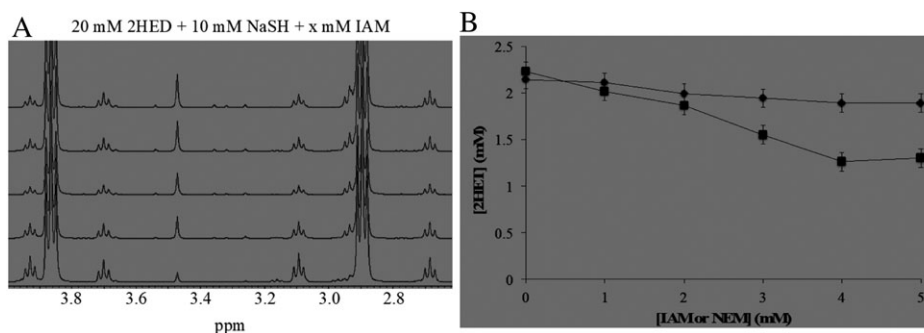 A
20 mM 2HED + 10 mM NaSH + x mM IAM
3.8 3.6 3.4 3.2 3.0 2.8
ppm
B
2.5
2
1.5
1
0.5
0
[2HET] (mM)
0 1 2 3 4 5
[IAM or NEM] (mM)